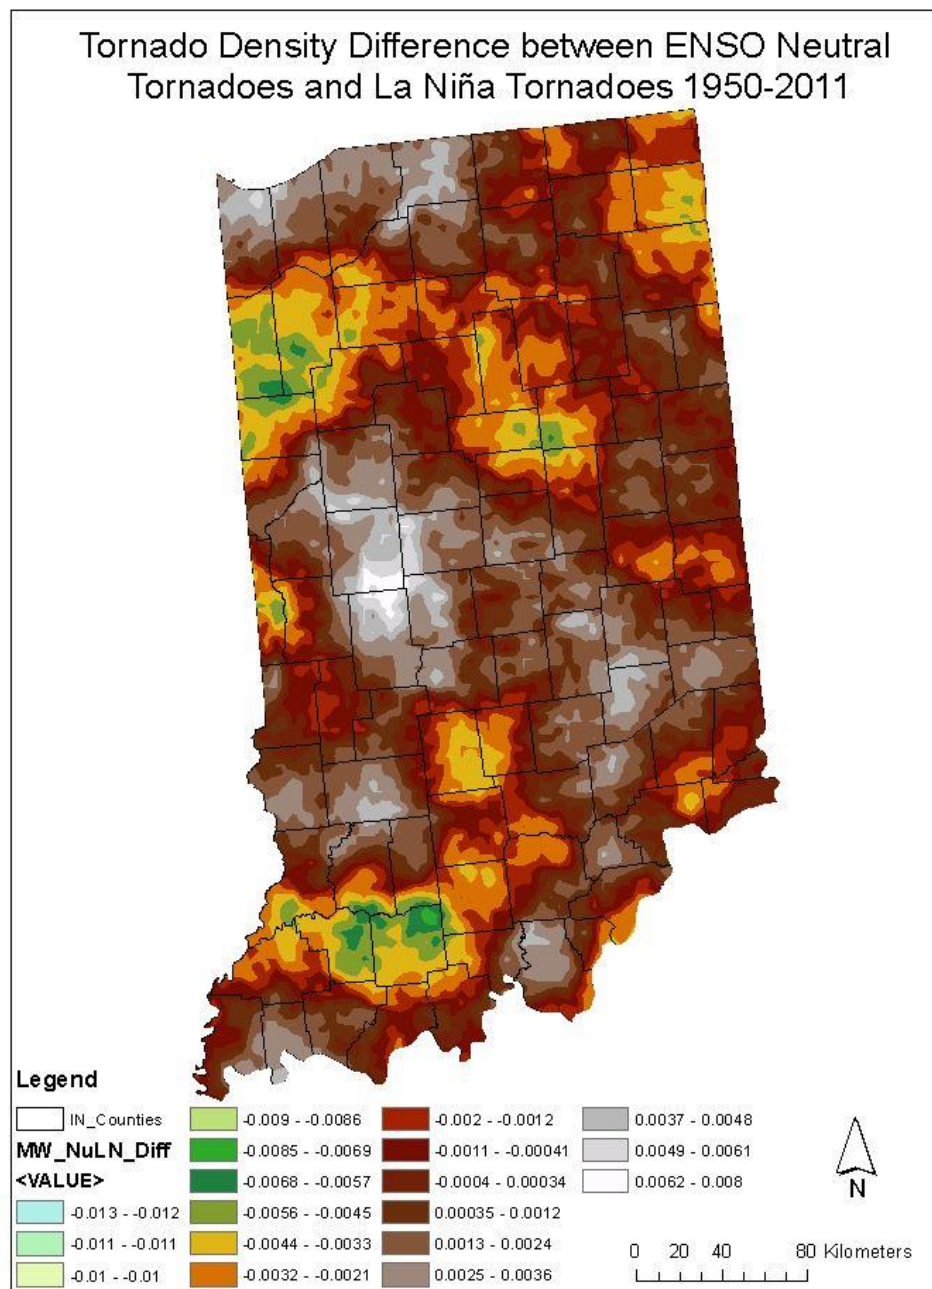 Tornado Density Difference between ENSO Neutral
Tornadoes and La Niña Tornadoes 1950-2011
Legend
IN_Counties
MW_NuLN_Diff
<VALUE>
-0.013 - -0.012
-0.011 - -0.011
-0.01 - -0.01
-0.009 - -0.0086
-0.0085 - -0.0069
-0.0068 - -0.0057
-0.0056 - -0.0045
-0.0044 - -0.0033
-0.0032 - -0.0021
-0.002 - -0.0012
-0.0011 - -0.00041
-0.0004 - 0.00034
0.00035 - 0.0012
0.0013 - 0.0024
0.0025 - 0.0036
0.0037 - 0.0048
0.0049 - 0.0061
0.0062 - 0.008
N
0 20 40 80 Kilometers